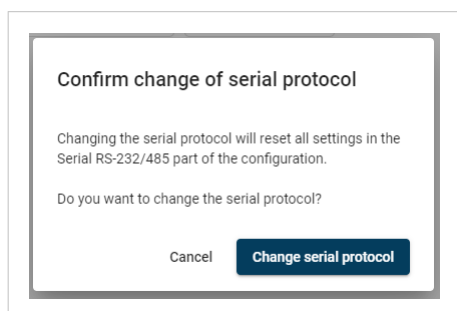 Confirm change of serial protocol
Changing the serial protocol will reset all settings in the
Serial RS-232/485 part of the configuration.
Do you want to change the serial protocol?
Cancel
Change serial protocol